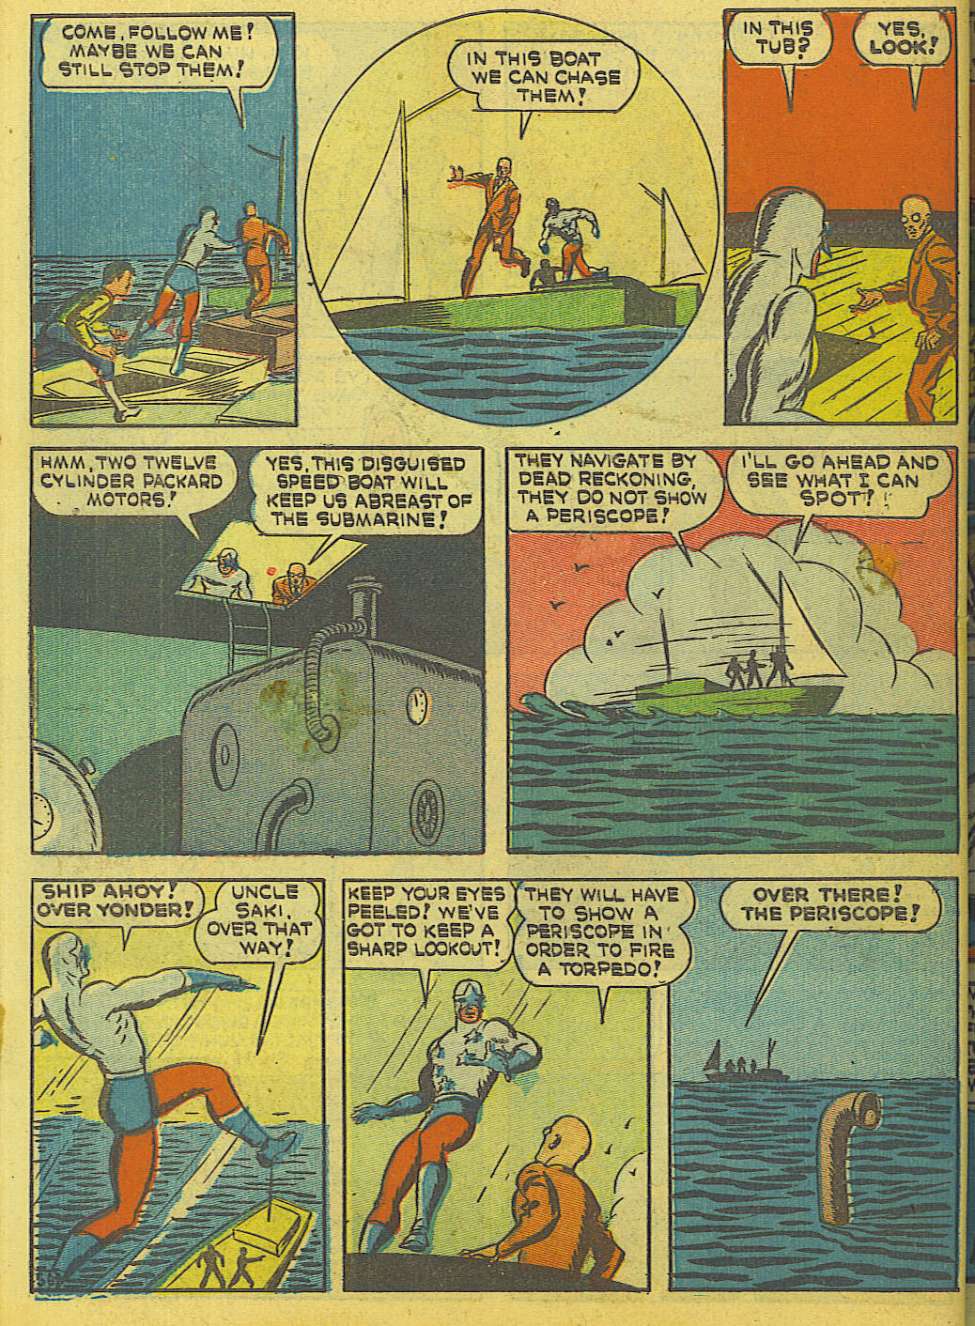 COME, FOLLOW ME!
MAYBE WE CAN
STILL STOP THEM!
IN THIS BOAT
WE CAN CHASE
THEM!
IN THIS
TUB?
YES,
LOOK!
HMM, TWO TWELVE
CYLINDER PACKARD
MOTORS!
YES, THIS DISGUISED
SPEED BOAT WILL
KEEP US ABREAST OF
THE SUBMARINE!
THEY NAVIGATE BY
DEAD RECKONING,
THEY DO NOT SHOW
A PERISCOPE!
I'LL GO AHEAD AND
SEE WHAT I CAN
SPOT!
SHIP AHOY!
OVER YONDER!
UNCLE
SAKI,
OVER THAT
WAY!
KEEP YOUR EYES
PEELED! WE'VE
GOT TO KEEP A
SHARP LOOKOUT!
THEY WILL HAVE
TO SHOW A
PERISCOPE IN
ORDER TO FIRE
A TORPEDO!
OVER THERE!
THE PERISCOPE!